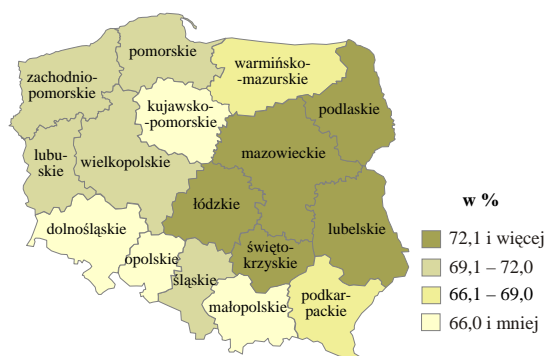 pomorskie
warmińsko-
-mazurskie
zachodnio-
pomorskie
kujawsko-
-pomorskie
podlaskie
lubu-
skie
wielkopolskie
mazowieckie
łódzkie
dolnośląskie
lubelskie
opolskie
święto-
krzyskie
śląskie
małopolskie
podkar-
packie
w %
72,1 i więcej
69,1 – 72,0
66,1 – 69,0
66,0 i mniej